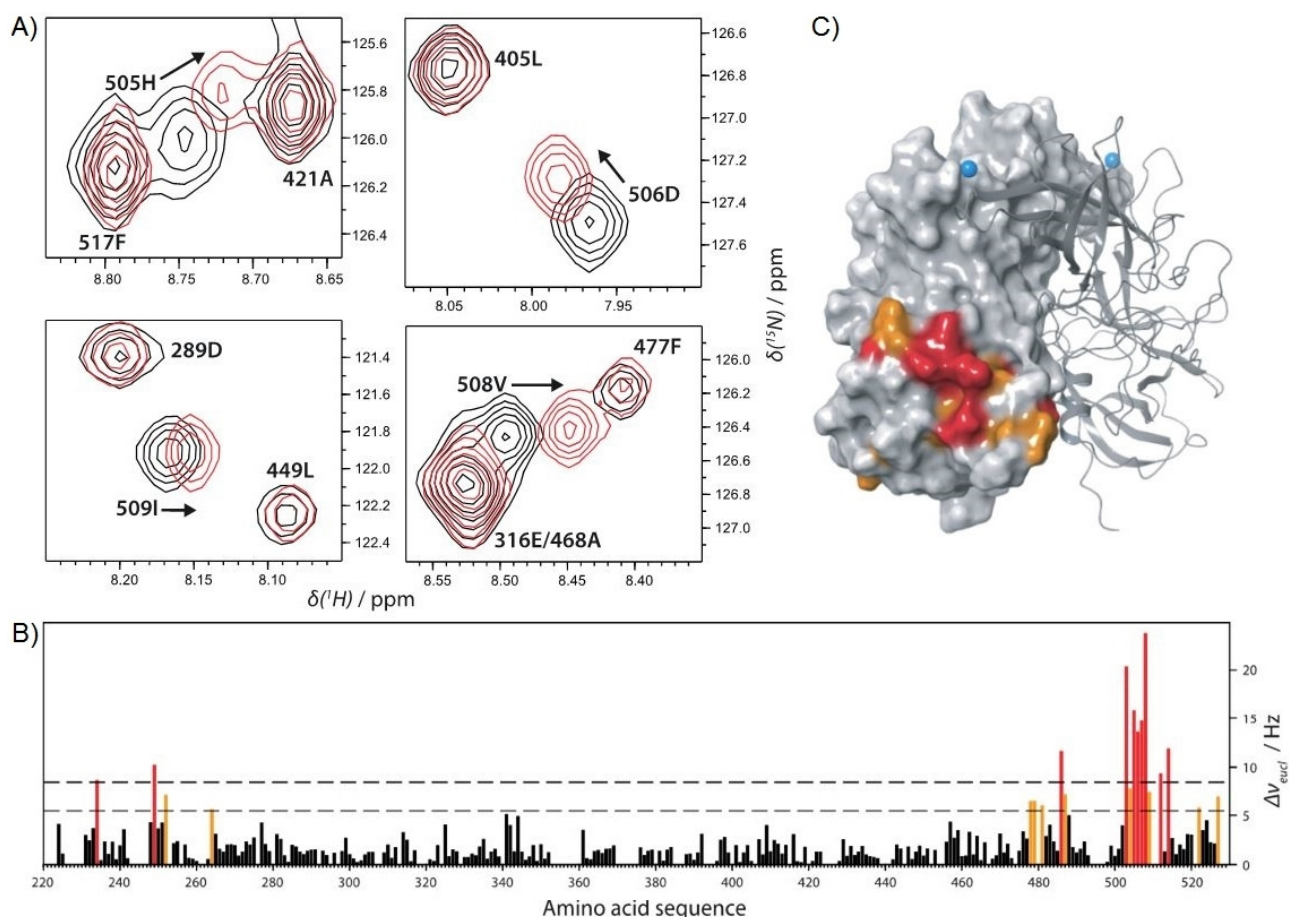 A)
125.6
125.8
126.0
126.2
126.4
505H
421A
517F
8.80 8.75 8.70 8.65
126.6
126.8
127.0
127.2
127.4
127.6
405L
506D
8.05 8.00 7.95
δ(¹⁵N) / ppm
C)
121.4
121.6
121.8
122.0
122.2
122.4
289D
509I
449L
8.20 8.15 8.10
126.0
126.2
126.4
126.6
126.8
127.0
477F
508V
316E/468A
8.55 8.50 8.45 8.40
δ(¹H) / ppm
B)
20
15
10
5
0
Δν eucl / Hz
220 240 260 280 300 320 340 360 380 400 420 440 460 480 500 520
Amino acid sequence